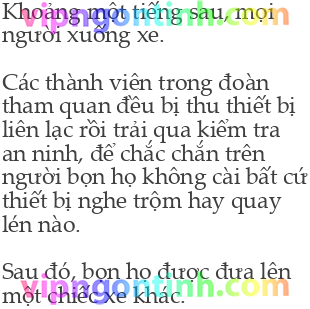 Khoảng một tiếng sau, mọi
người xuống xe.
Các thành viên trong đoàn
tham quan đều bị thu thiết bị
liên lạc rồi trải qua kiểm tra
an ninh, để chắc chắn trên
người bọn họ không cài bất cứ
thiết bị nghe trộm hay quay
lén nào.
Sau đó, bọn họ được đưa lên
một chiếc xe khác.
vipngontinh.com
vipngontinh.com